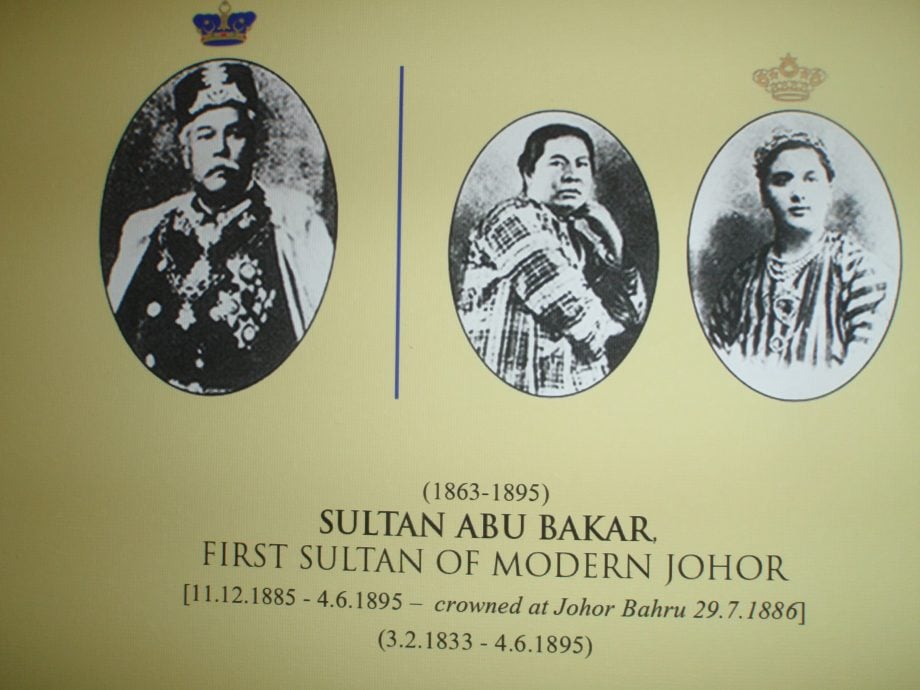 (1863-1895)
SULTAN ABU BAKAR,
FIRST SULTAN OF MODERN JOHOR
[11.12.1885 - 4.6.1895 – crowned at Johor Bahru 29.7.1886]
(3.2.1833 - 4.6.1895)